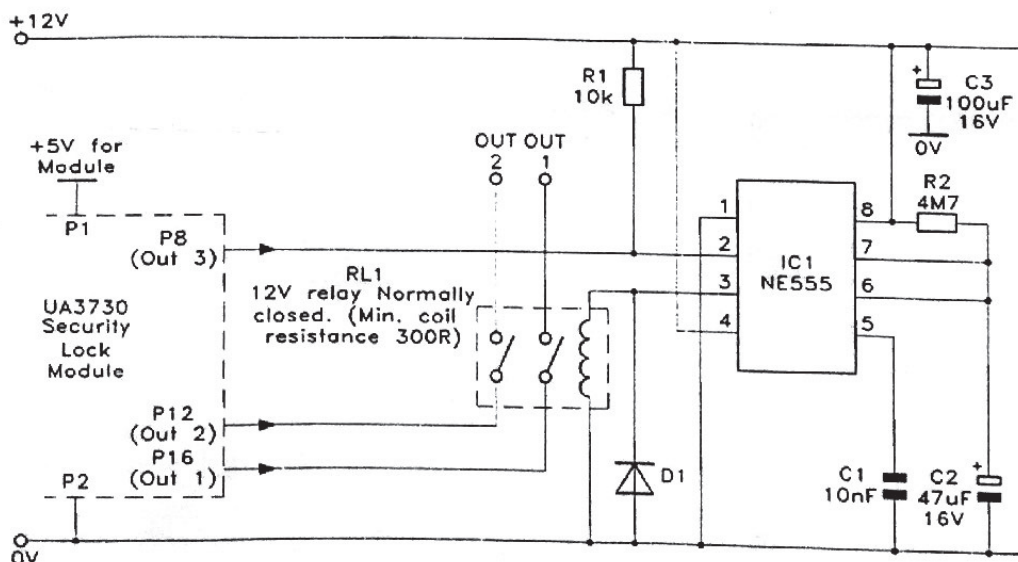 +12V
R1
10k
C3
100uF
16V
0V
+5V for
Module
OUT OUT
2 1
R2
4M7
P1
P8
(Out 3)
1
2
3
4
8
7
6
5
IC1
NE555
RL1
12V relay Normally
closed. (Min. coil
resistance 300R)
UA3730
Security
Lock
Module
P12
(Out 2)
P16
(Out 1)
P2
D1
C1
10nF
C2
47uF
16V
0V